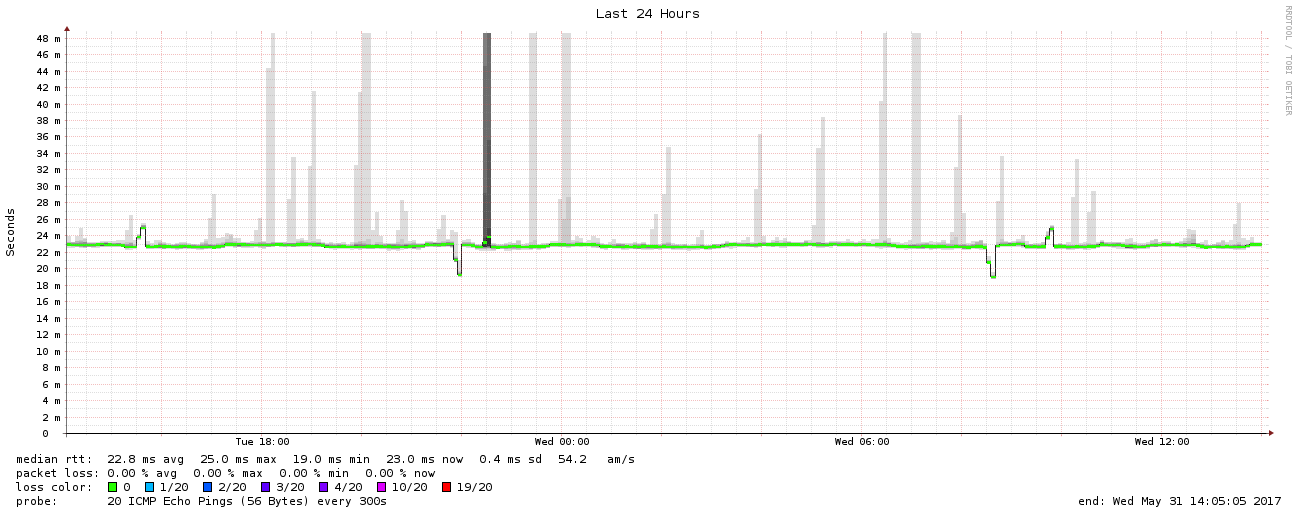 Last 24 Hours
RRDTOOL / TOBI OETIKER
Seconds
48 m
46 m
44 m
42 m
40 m
38 m
36 m
34 m
32 m
30 m
28 m
26 m
24 m
22 m
20 m
18 m
16 m
14 m
12 m
10 m
8 m
6 m
4 m
2 m
0
Tue 18:00 Wed 00:00 Wed 06:00 Wed 12:00
median rtt: 22.8 ms avg 25.0 ms max 19.0 ms min 23.0 ms now 0.4 ms sd 54.2 am/s
packet loss: 0.00 % avg 0.00 % max 0.00 % min 0.00 % now
loss color: 0 1/20 2/20 3/20 4/20 10/20 19/20
probe: 20 ICMP Echo Pings (56 Bytes) every 300s end: Wed May 31 14:05:05 2017